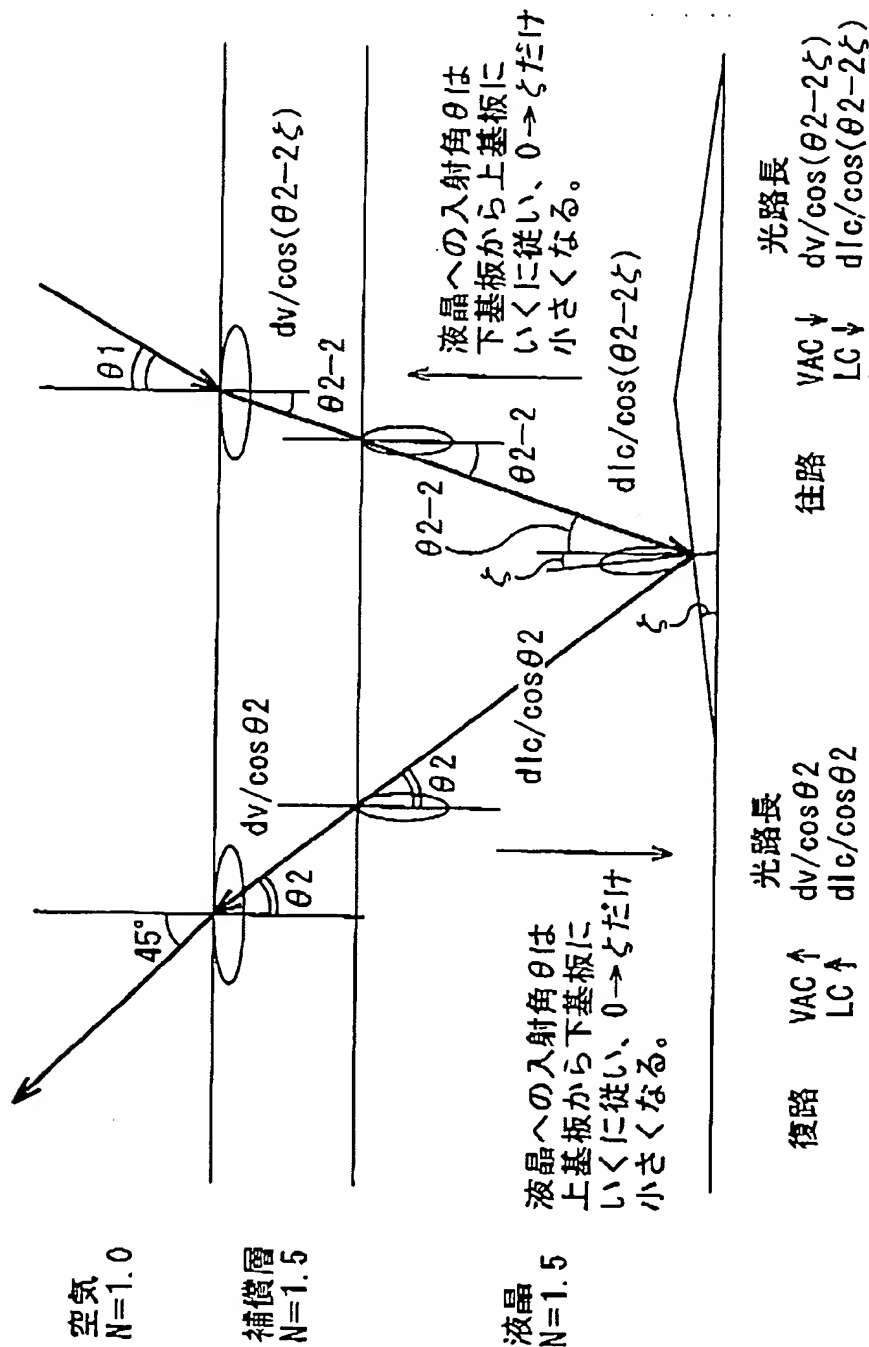 空気
N=1.0
補償層
N=1.5
液晶
N=1.5
45°
θ1
dv/cosθ2
dv/cos(θ2-2ξ)
θ2
θ2-2
θ2
θ2-2
θ2-2
dlc/cosθ2
dlc/cos(θ2-2ξ)
ξ
ξ
液晶への入射角θは
上基板から下基板に
いくに従い、0→ξだけ
小さくなる。
液晶への入射角θは
下基板から上基板に
いくに従い、0→ξだけ
小さくなる。
復路
VAC↑
LC↑
光路長
dv/cosθ2
dlc/cosθ2
往路
VAC↓
LC↓
光路長
dv/cos(θ2-2ξ)
dlc/cos(θ2-2ξ)